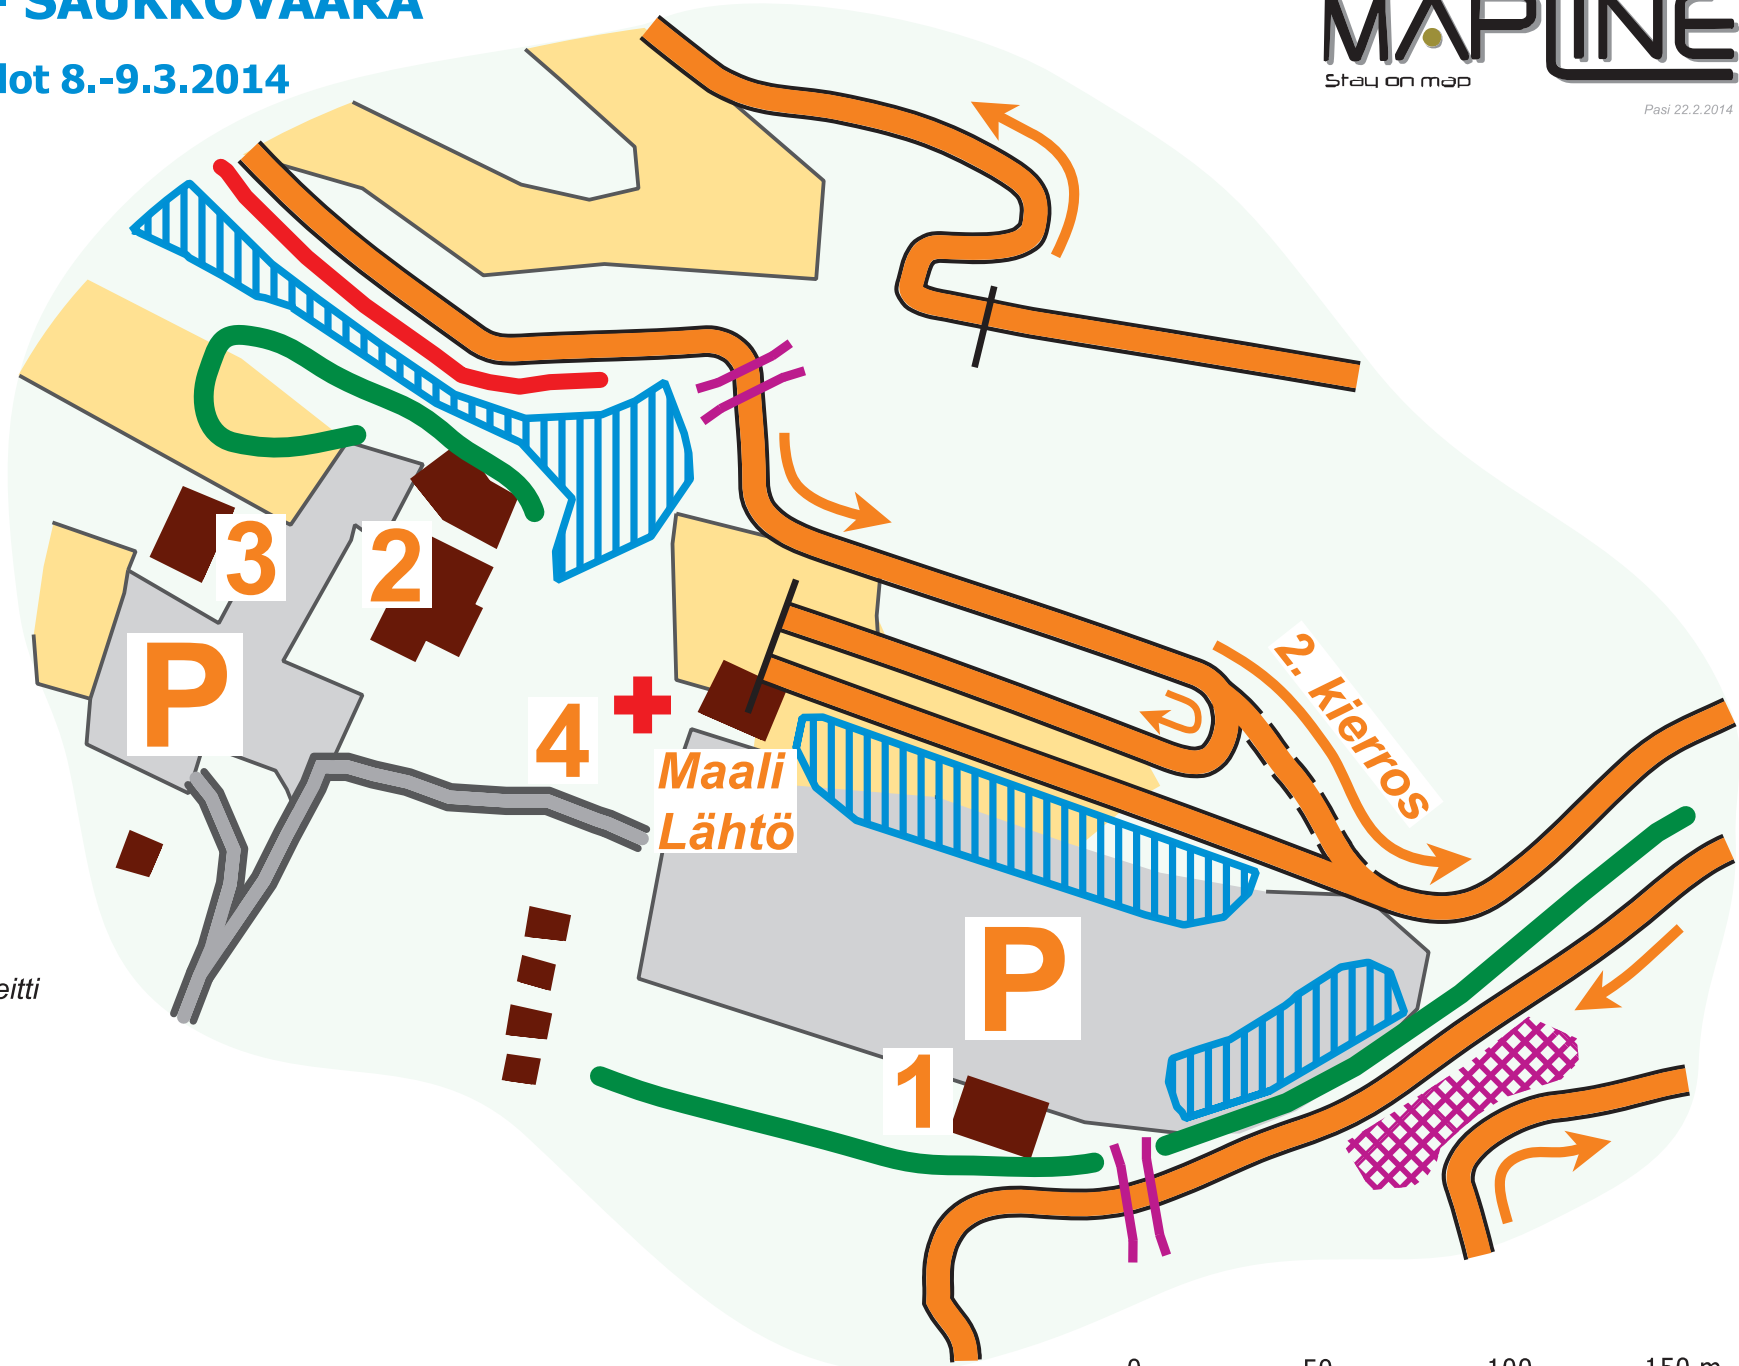 - SAUKKOVAARA
lot 8.-9.3.2014
MAPLINE
Stay on map
Pasi 22.2.2014
3
2
P
4
Maali
Lähtö
2. kierros
P
1
eitti
0 50 100 150 m